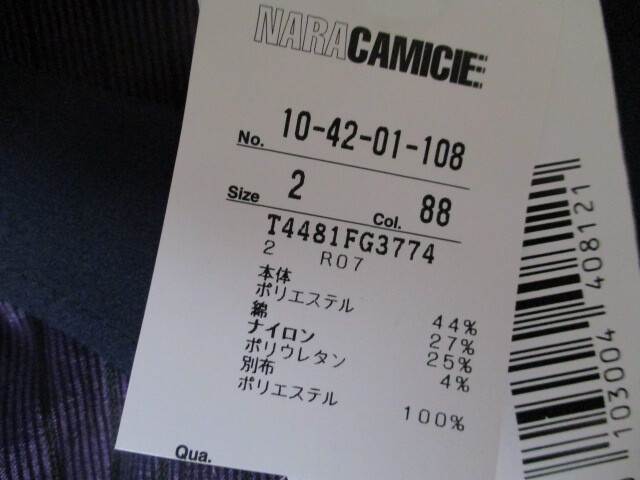 NARACAMICIE
No. 10-42-01-108
Size 2 Col. 88
T4481FG3774
2 R07
本体
ポリエステル 44%
綿 27%
ナイロン 25%
ポリウレタン 4%
別布
ポリエステル 100%
Qua.
103004 408121